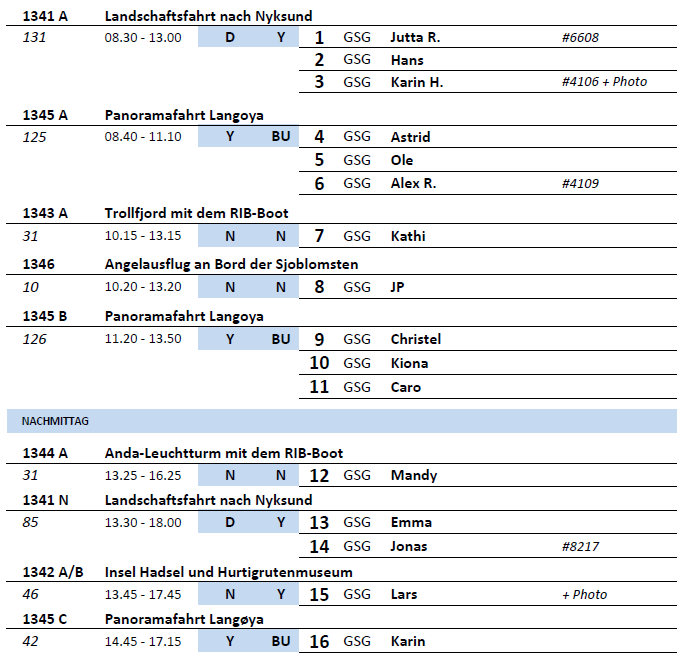 1341 A Landschaftsfahrt nach Nyksund
131 08.30 - 13.00 D Y 1 GSG Jutta R. #6608
2 GSG Hans
3 GSG Karin H. #4106 + Photo
1345 A Panoramafahrt Langoya
125 08.40 - 11.10 Y BU 4 GSG Astrid
5 GSG Ole
6 GSG Alex R. #4109
1343 A Trollfjord mit dem RIB-Boot
31 10.15 - 13.15 N N 7 GSG Kathi
1346 Angelausflug an Bord der Sjoblomsten
10 10.20 - 13.20 N N 8 GSG JP
1345 B Panoramafahrt Langoya
126 11.20 - 13.50 Y BU 9 GSG Christel
10 GSG Kiona
11 GSG Caro
NACHMITTAG
1344 A Anda-Leuchtturm mit dem RIB-Boot
31 13.25 - 16.25 N N 12 GSG Mandy
1341 N Landschaftsfahrt nach Nyksund
85 13.30 - 18.00 D Y 13 GSG Emma
14 GSG Jonas #8217
1342 A/B Insel Hadsel und Hurtigrutenmuseum
46 13.45 - 17.45 N Y 15 GSG Lars + Photo
1345 C Panoramafahrt Langøya
42 14.45 - 17.15 Y BU 16 GSG Karin